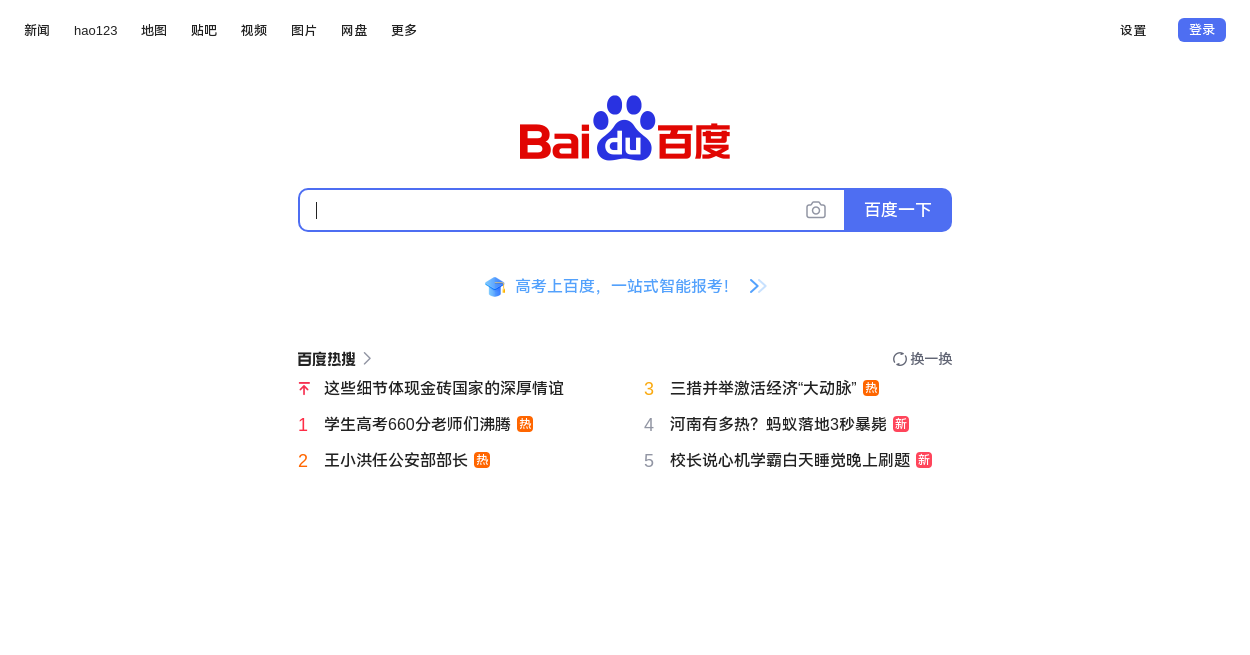 新闻 hao123 地图 贴吧 视频 图片 网盘 更多 设置 登录
Bai du 百度
百度一下
高考上百度，一站式智能报考！
百度热搜 换一换
这些细节体现金砖国家的深厚情谊
1 学生高考660分老师们沸腾 热
2 王小洪任公安部部长 热
3 三措并举激活经济“大动脉” 热
4 河南有多热？蚂蚁落地3秒暴毙 新
5 校长说心机学霸白天睡觉晚上刷题 新